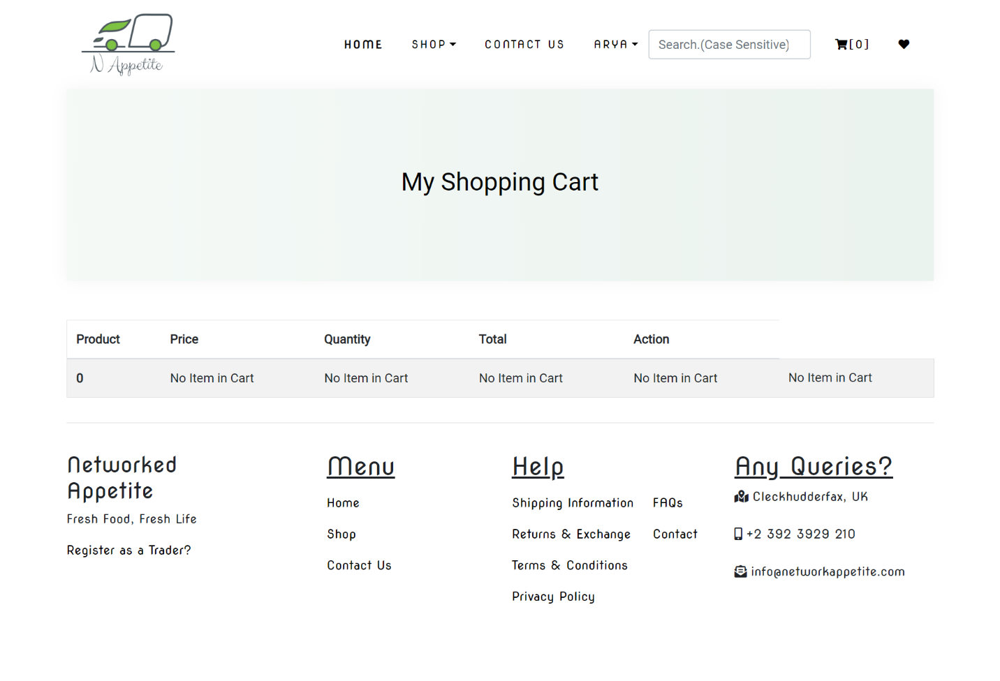 N Appetite
HOME SHOP CONTACT US ARYA Search.(Case Sensitive) [0]
My Shopping Cart
Product Price Quantity Total Action
0 No Item in Cart No Item in Cart No Item in Cart No Item in Cart No Item in Cart
Networked
Appetite
Fresh Food, Fresh Life
Register as a Trader?
Menu
Home
Shop
Contact Us
Help
Shipping Information
Returns & Exchange
Terms & Conditions
Privacy Policy
FAQs
Contact
Any Queries?
Cleckhudderfax, UK
+2 392 3929 210
info@networkappetite.com